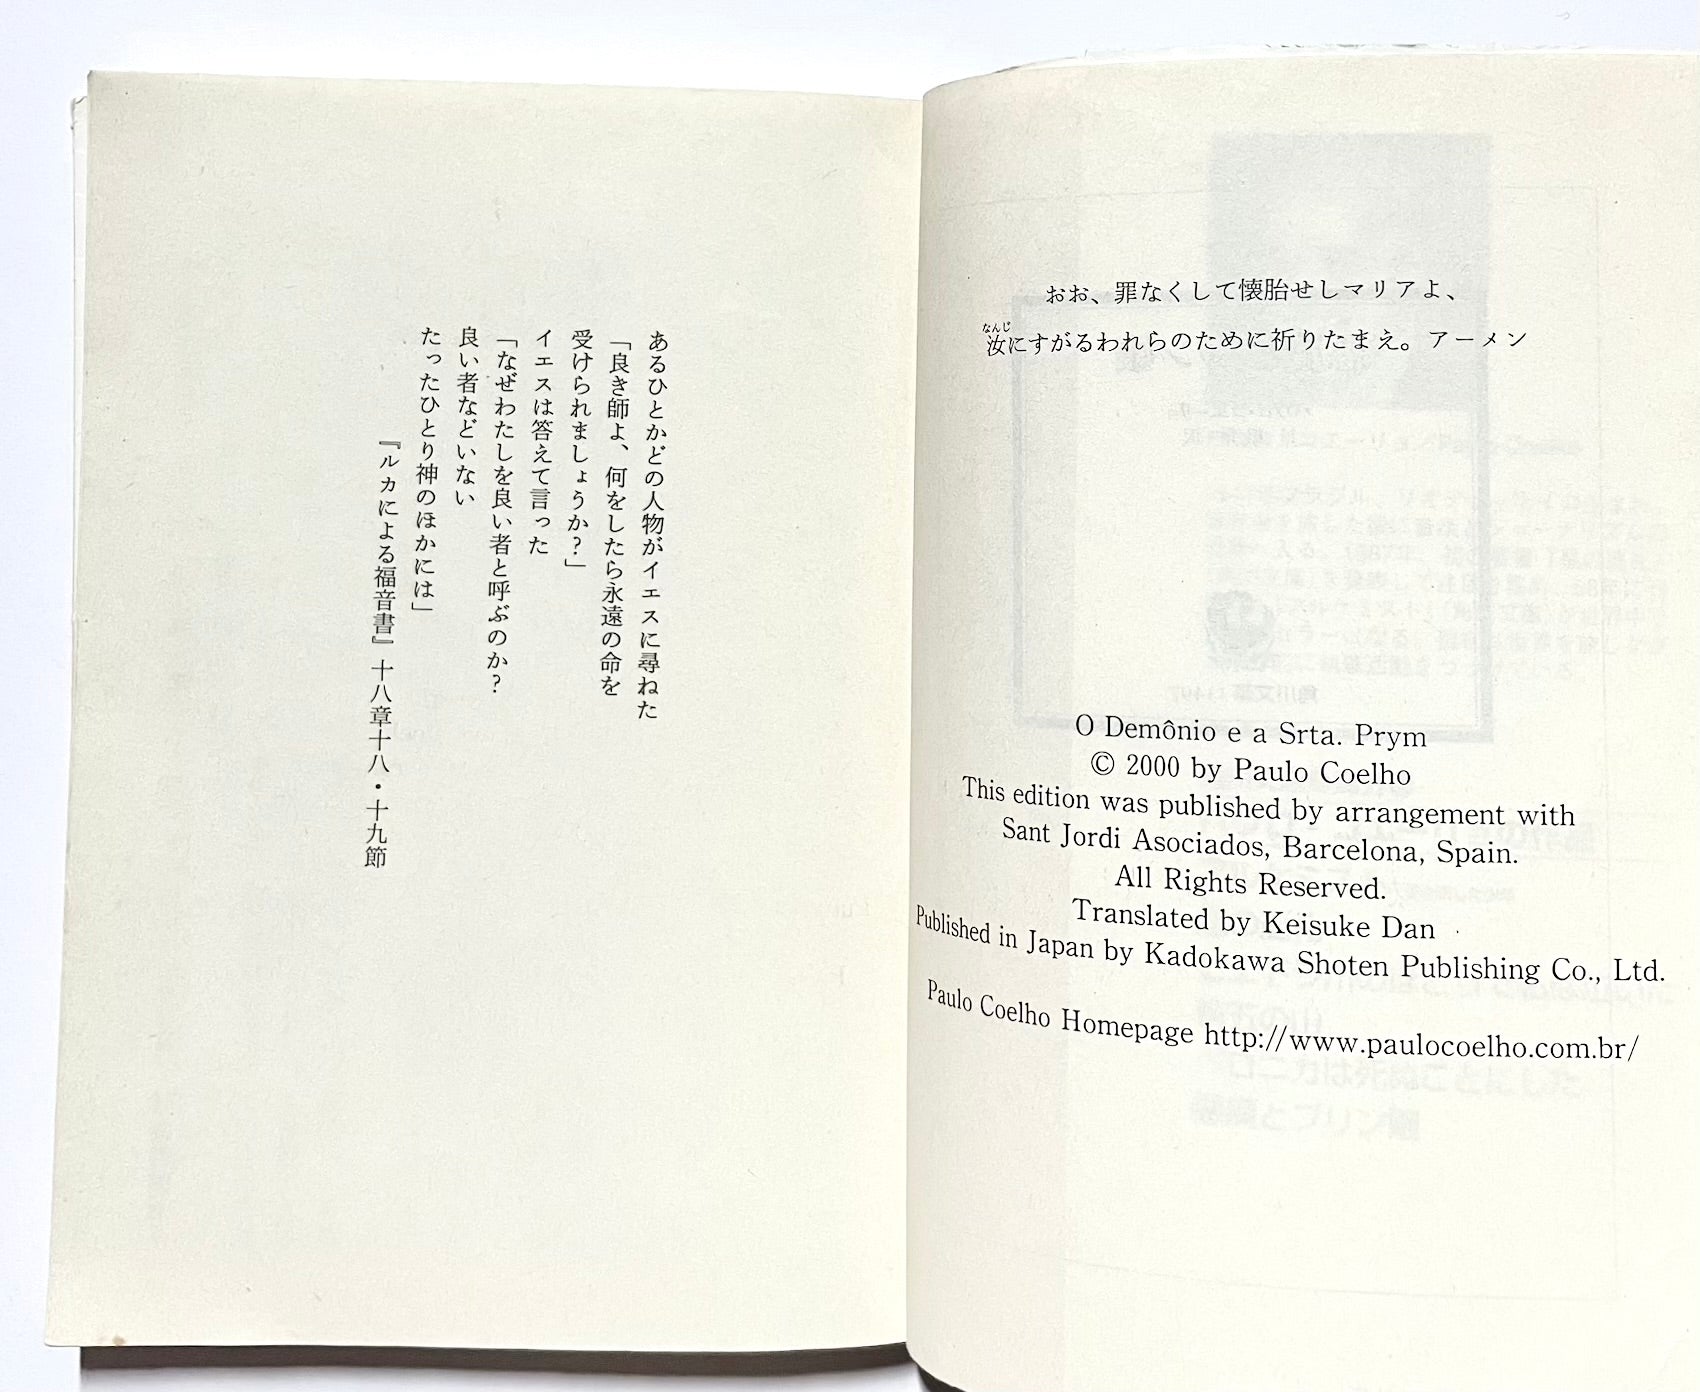 おお、罪なくして懐胎せしマリアよ、
汝にすがるわれらのために祈りたまえ。アーメン
なんじ
O Demônio e a Srta. Prym
© 2000 by Paulo Coelho
This edition was published by arrangement with
Sant Jordi Asociados, Barcelona, Spain.
All Rights Reserved.
Translated by Keisuke Dan
Published in Japan by Kadokawa Shoten Publishing Co., Ltd.
Paulo Coelho Homepage http://www.paulocoelho.com.br/
あるひとかどの人物がイエスに尋ねた
「良き師よ、何をしたら永遠の命を
受けられましょうか?」
イエスは答えて言った
「なぜわたしを良い者と呼ぶのか?
良い者などいない
たったひとり神のほかには」
『ルカによる福音書』十八章十八・十九節